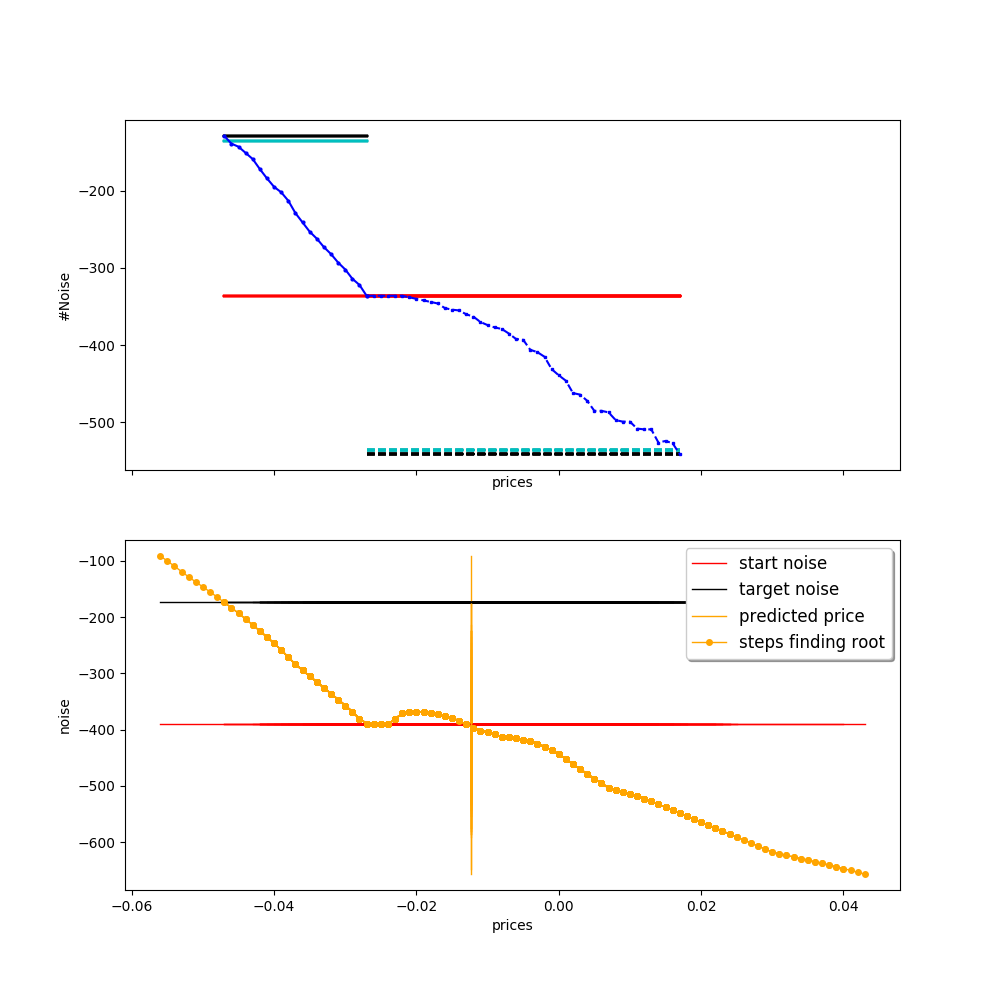 −200
−300
−400
−500
#Noise
prices
−100
−200
−300
−400
−500
−600
noise
start noise
target noise
predicted price
steps finding root
−0.06 −0.04 −0.02 0.00 0.02 0.04
prices